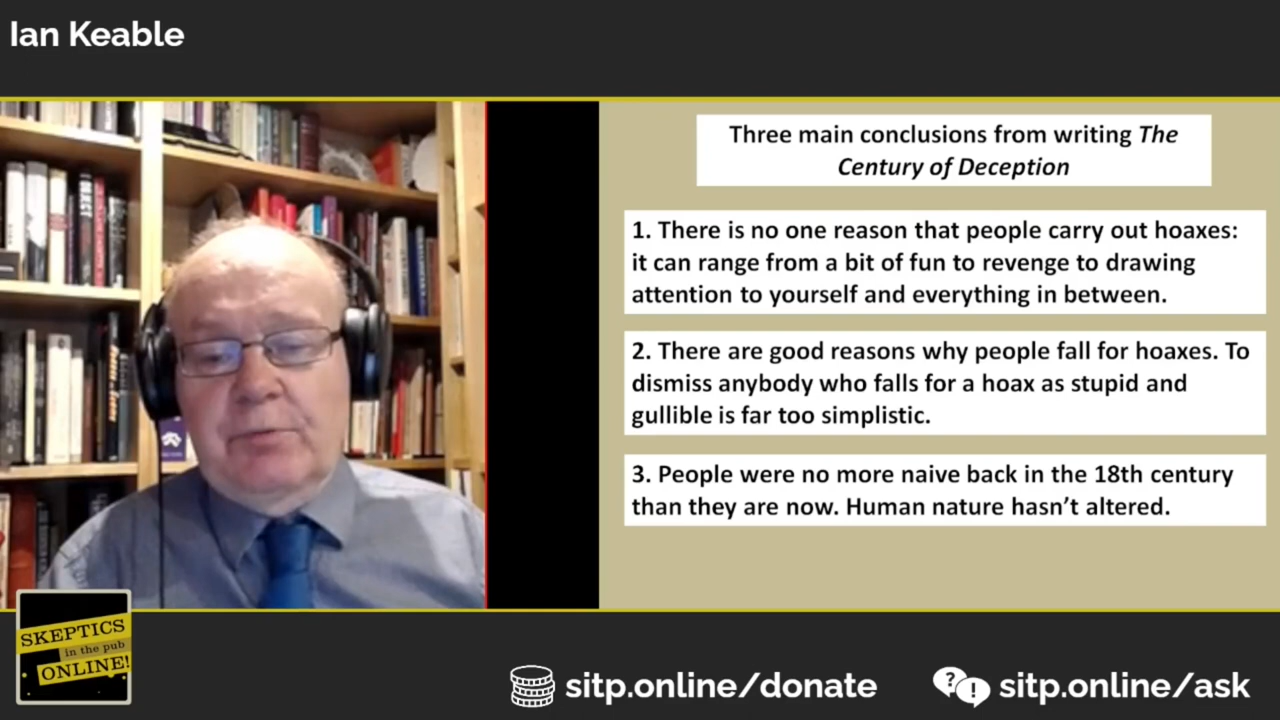 Ian Keable
Three main conclusions from writing The
Century of Deception
1. There is no one reason that people carry out hoaxes:
it can range from a bit of fun to revenge to drawing
attention to yourself and everything in between.
2. There are good reasons why people fall for hoaxes. To
dismiss anybody who falls for a hoax as stupid and
gullible is far too simplistic.
3. People were no more naive back in the 18th century
than they are now. Human nature hasn't altered.
OBJECT
SKEPTICS
in the pub
ONLINE!
sitp.online/donate
? !
sitp.online/ask